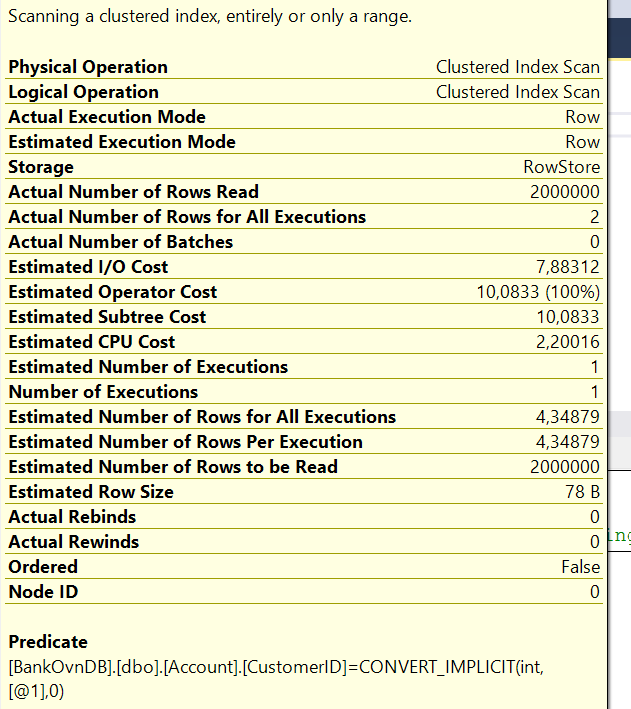 Scanning a clustered index, entirely or only a range.
Physical Operation Clustered Index Scan
Logical Operation Clustered Index Scan
Actual Execution Mode Row
Estimated Execution Mode Row
Storage RowStore
Actual Number of Rows Read 2000000
Actual Number of Rows for All Executions 2
Actual Number of Batches 0
Estimated I/O Cost 7,88312
Estimated Operator Cost 10,0833 (100%)
Estimated Subtree Cost 10,0833
Estimated CPU Cost 2,20016
Estimated Number of Executions 1
Number of Executions 1
Estimated Number of Rows for All Executions 4,34879
Estimated Number of Rows Per Execution 4,34879
Estimated Number of Rows to be Read 2000000
Estimated Row Size 78 B
Actual Rebinds 0
Actual Rewinds 0
Ordered False
Node ID 0
Predicate
[BankOvnDB].[dbo].[Account].[CustomerID]=CONVERT_IMPLICIT(int,
[@1],0)